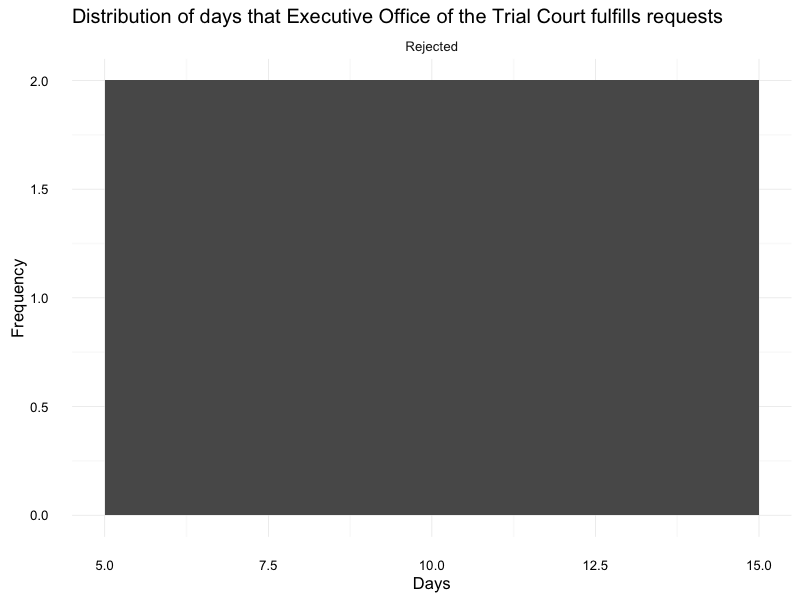 Distribution of days that Executive Office of the Trial Court fulfills requests
Rejected
2.0
1.5
1.0
0.5
0.0
Frequency
5.0 7.5 10.0 12.5 15.0
Days